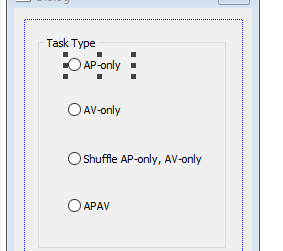 Dialog
Task Type
AP-only
AV-only
Shuffle AP-only, AV-only
APAV